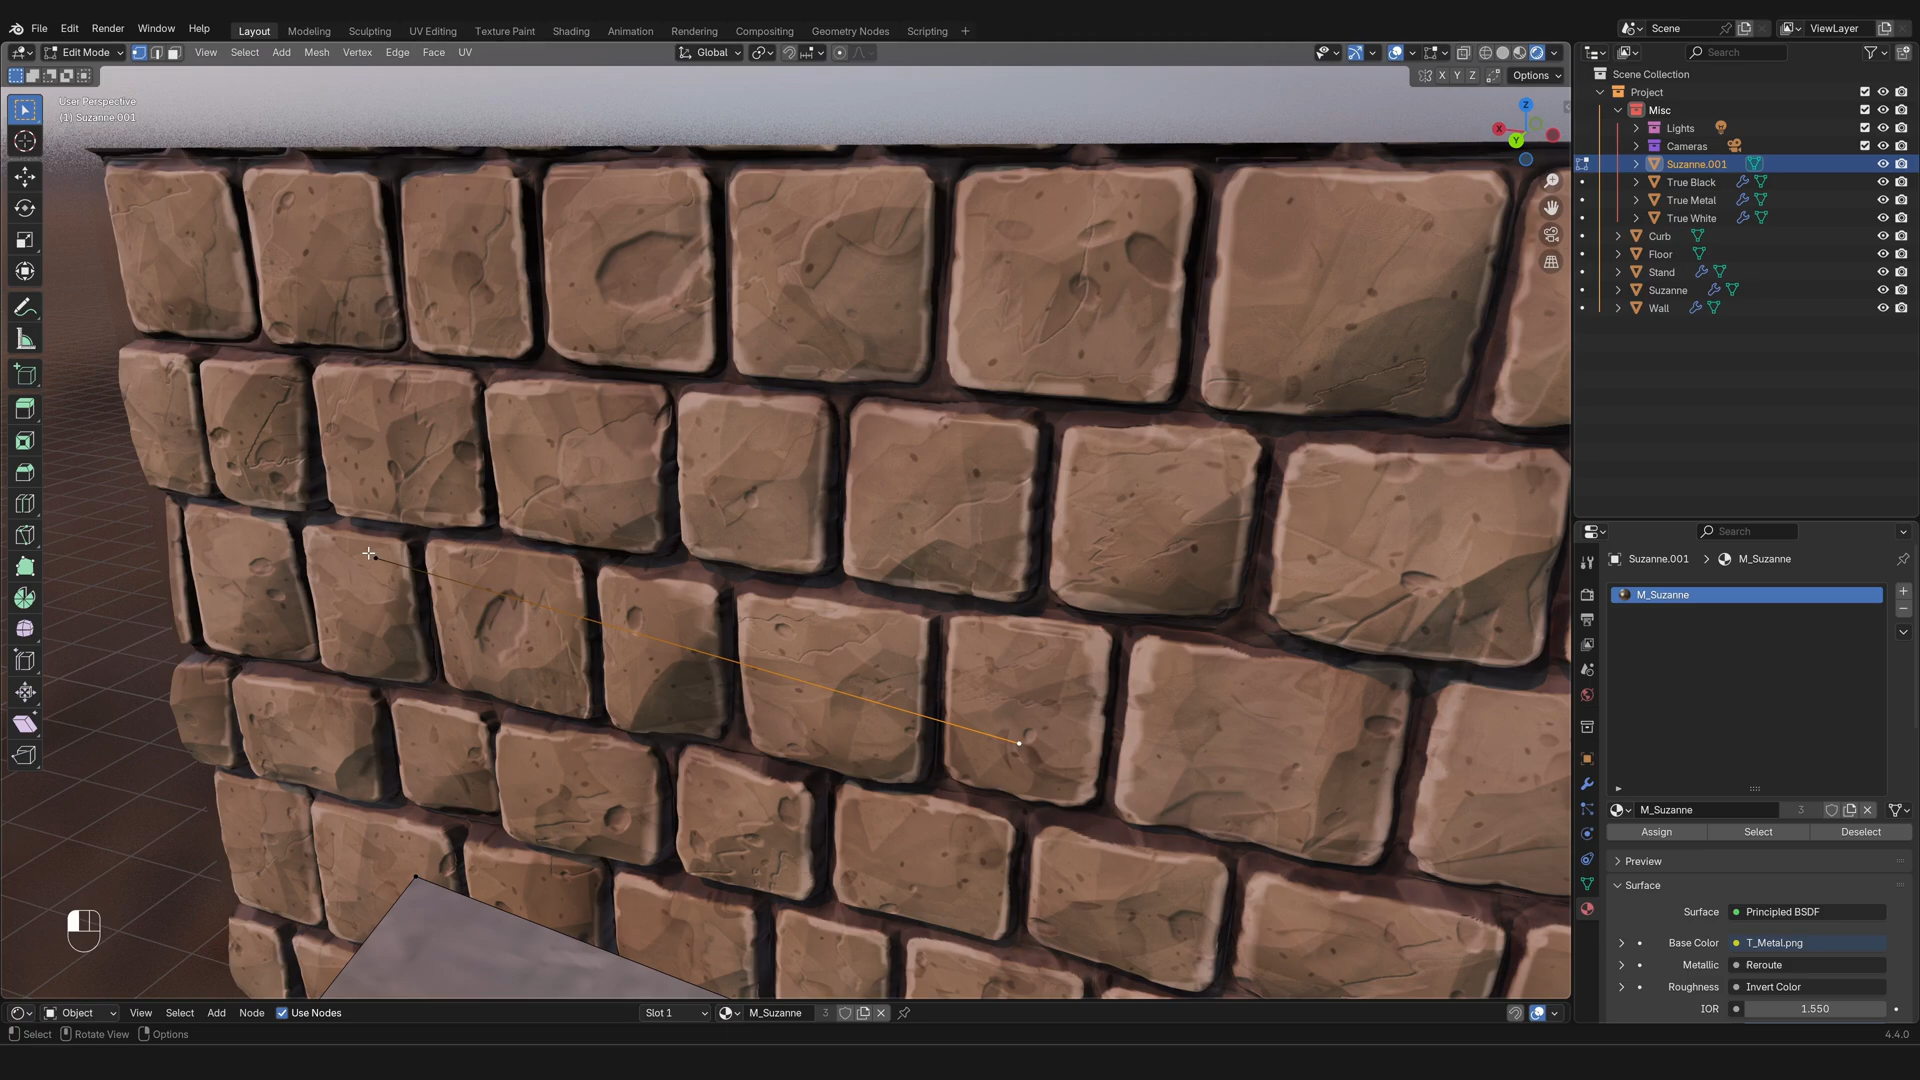 File Edit Render Window Help Layout Modeling Sculpting UV Editing Texture Paint Shading Animation Rendering Compositing Geometry Nodes Scripting + Scene ViewLayer
Edit Mode View Select Add Mesh Vertex Edge Face UV Global Search
X Y Z Options
User Perspective
(1) Suzanne.001
Z
X
Y
Scene Collection
Project
Misc
Lights
Cameras
Suzanne.001
True Black
True Metal
True White
Curb
Floor
Stand
Suzanne
Wall
Search
Suzanne.001 > M_Suzanne
M_Suzanne
M_Suzanne 3
Assign Select Deselect
Preview
Surface
Surface Principled BSDF
Base Color T_Metal.png
Metallic Reroute
Roughness Invert Color
IOR 1.550
Object View Select Add Node Use Nodes Slot 1 M_Suzanne 3
Select Rotate View Options 4.4.0